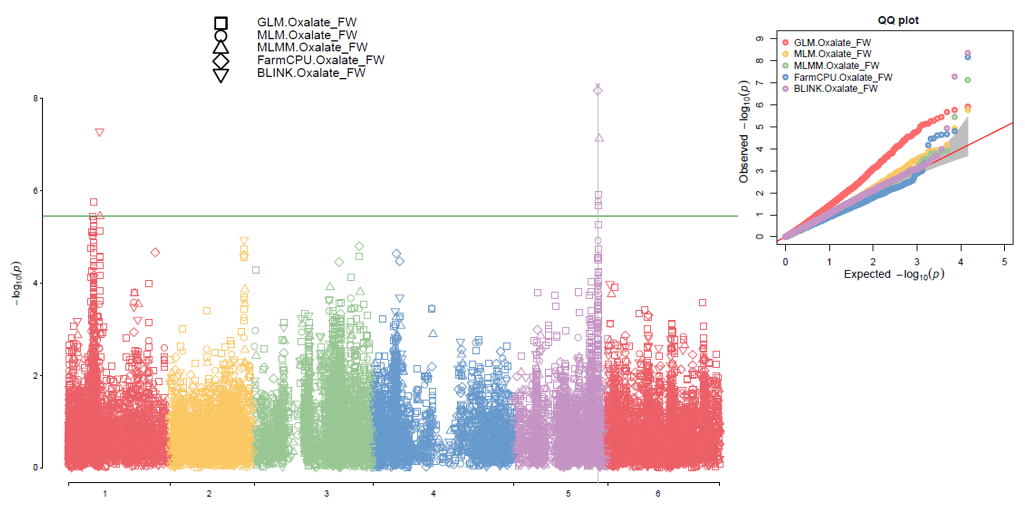 GLM.Oxalate_FW
MLM.Oxalate_FW
MLMM.Oxalate_FW
FarmCPU.Oxalate_FW
BLINK.Oxalate_FW
8
6
4
2
0
−log10(p)
1 2 3 4 5 6
QQ plot
GLM.Oxalate_FW
MLM.Oxalate_FW
MLMM.Oxalate_FW
FarmCPU.Oxalate_FW
BLINK.Oxalate_FW
9
8
7
6
5
4
3
2
1
0
Observed −log10(p)
0 1 2 3 4 5
Expected −log10(p)